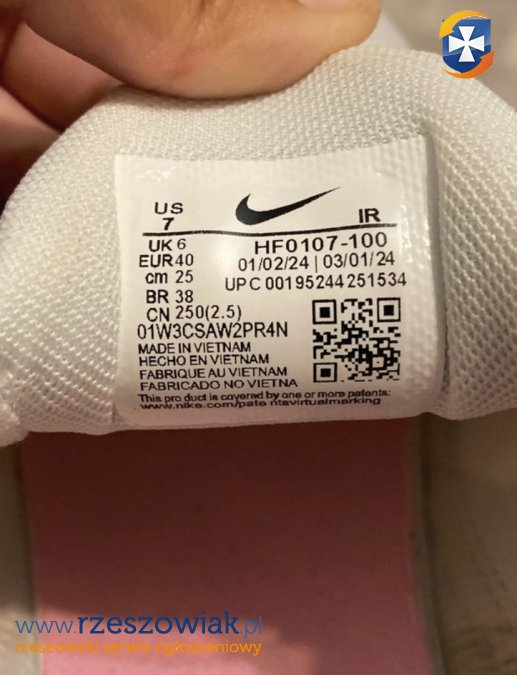 US
7
IR
UK 6
EUR 40
cm 25
BR 38
CN 250(2.5)
HF0107-100
01/02/24 | 03/01/24
UPC 00195244251534
01W3CSAW2PR4N
MADE IN VIETNAM
HECHO EN VIETNAM
FABRIQUE AU VIETNAM
FABRICADO NO VIETNA
This product is covered by one or more patents:
www.nike.com/patentsvirtualmarking
www.rzeszowiak.pl
rzeszowski serwis ogłoszeniowy